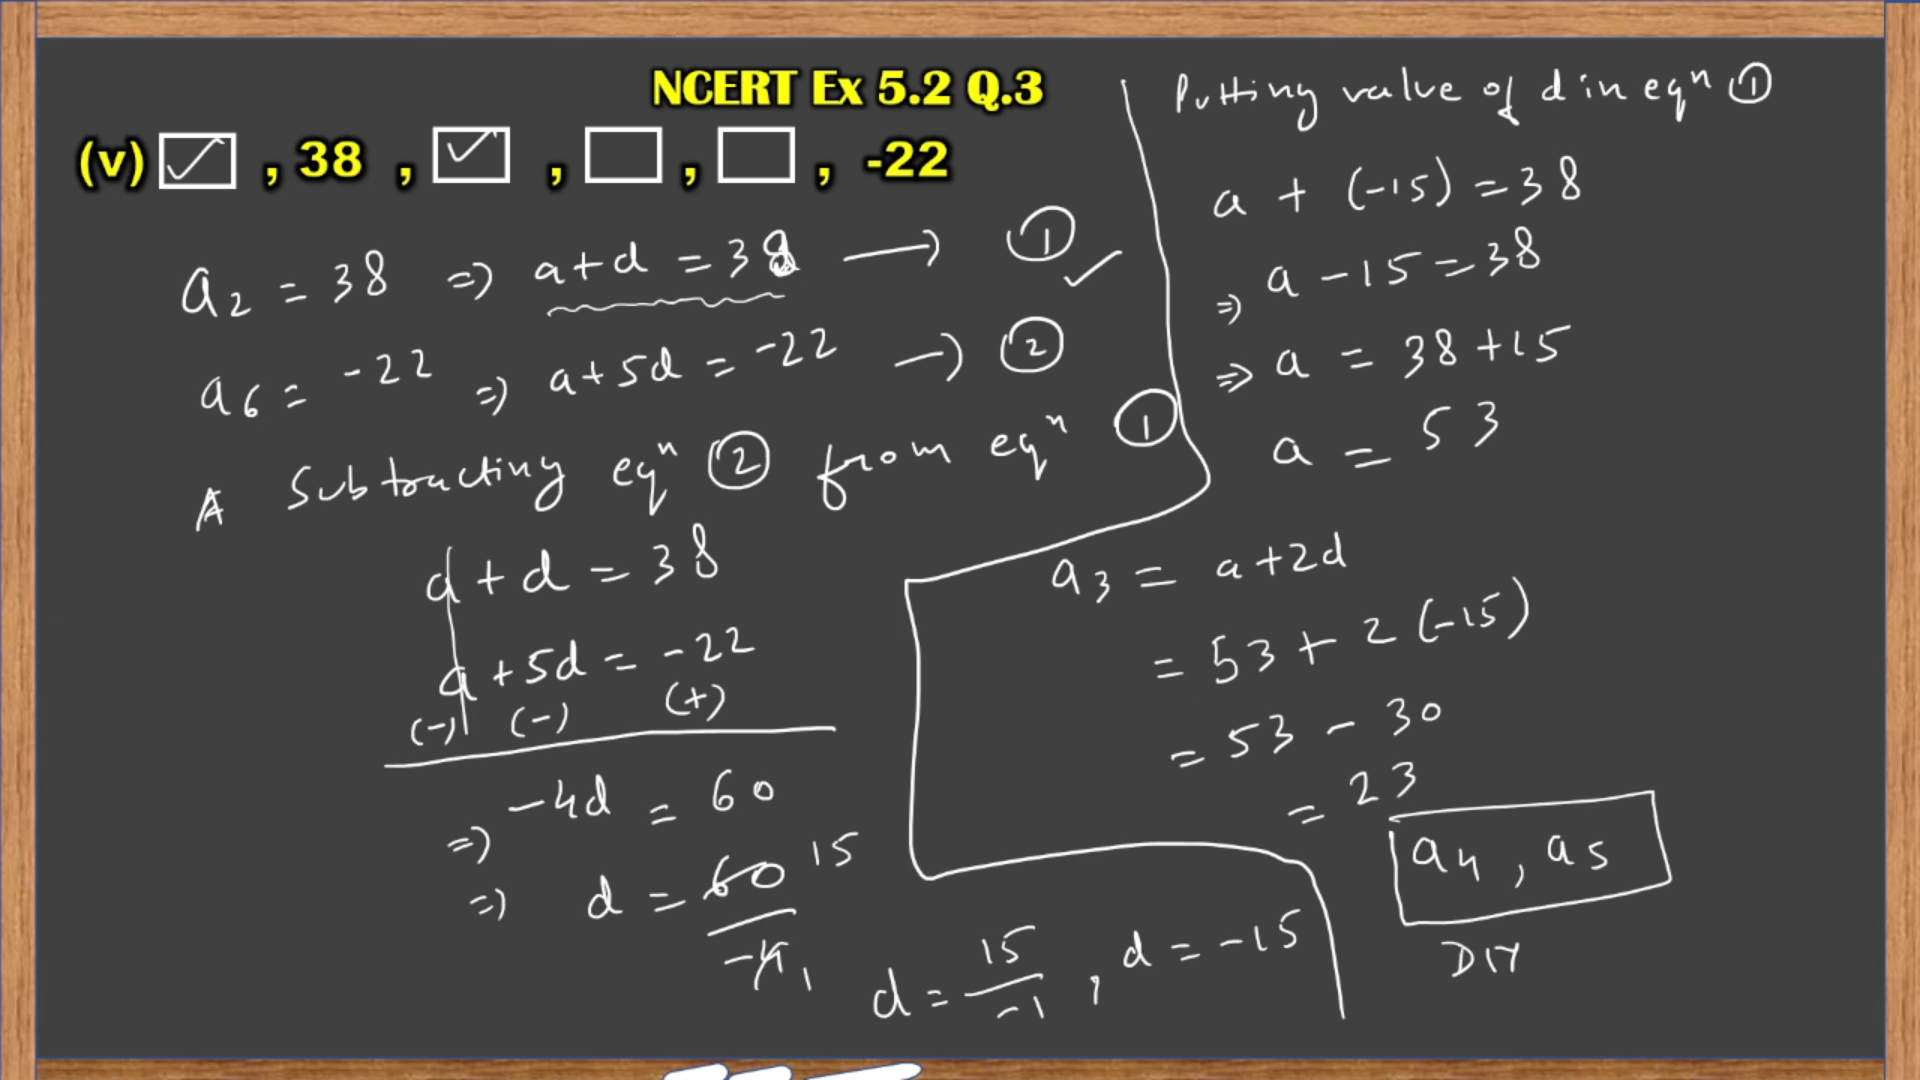 NCERT Ex 5.2 Q.3
(v) ☑ , 38 , ☑ , ☐ , ☐ , -22
a₂ = 38 ⇒ a+d = 38 → ①
a₆ = -22 ⇒ a+5d = -22 → ②
A Subtracting eqⁿ ② from eqⁿ ①
a + d = 38
a + 5d = -22
(-) (-) (+)
⇒ -4d = 60
⇒ d = 60 15
-4 1
d = 15/-1 , d = -15
Putting value of d in eqⁿ ①
a + (-15) = 38
⇒ a - 15 = 38
⇒ a = 38 + 15
a = 53
a₃ = a + 2d
= 53 + 2 (-15)
= 53 - 30
= 23
a₄ , a₅
DIY